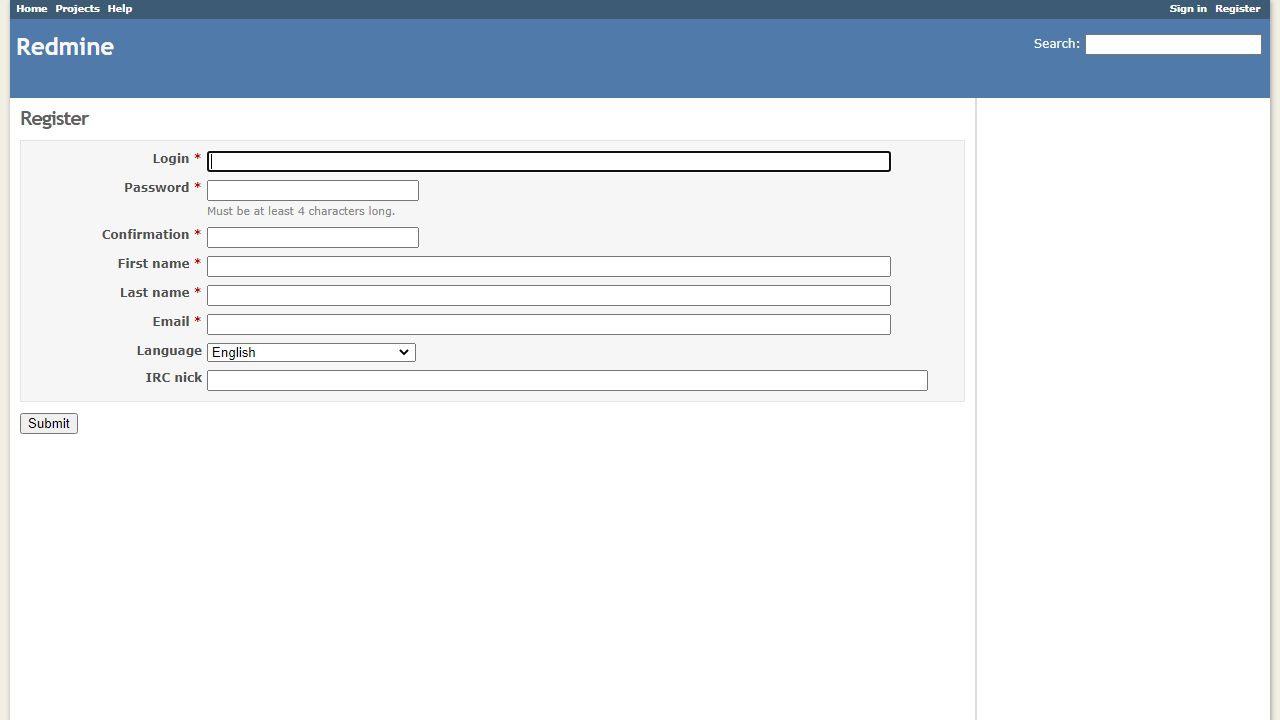 Home Projects Help Sign in Register
Redmine
Search:
Register
Login *
Password *
Must be at least 4 characters long.
Confirmation *
First name *
Last name *
Email *
Language English
IRC nick
Submit